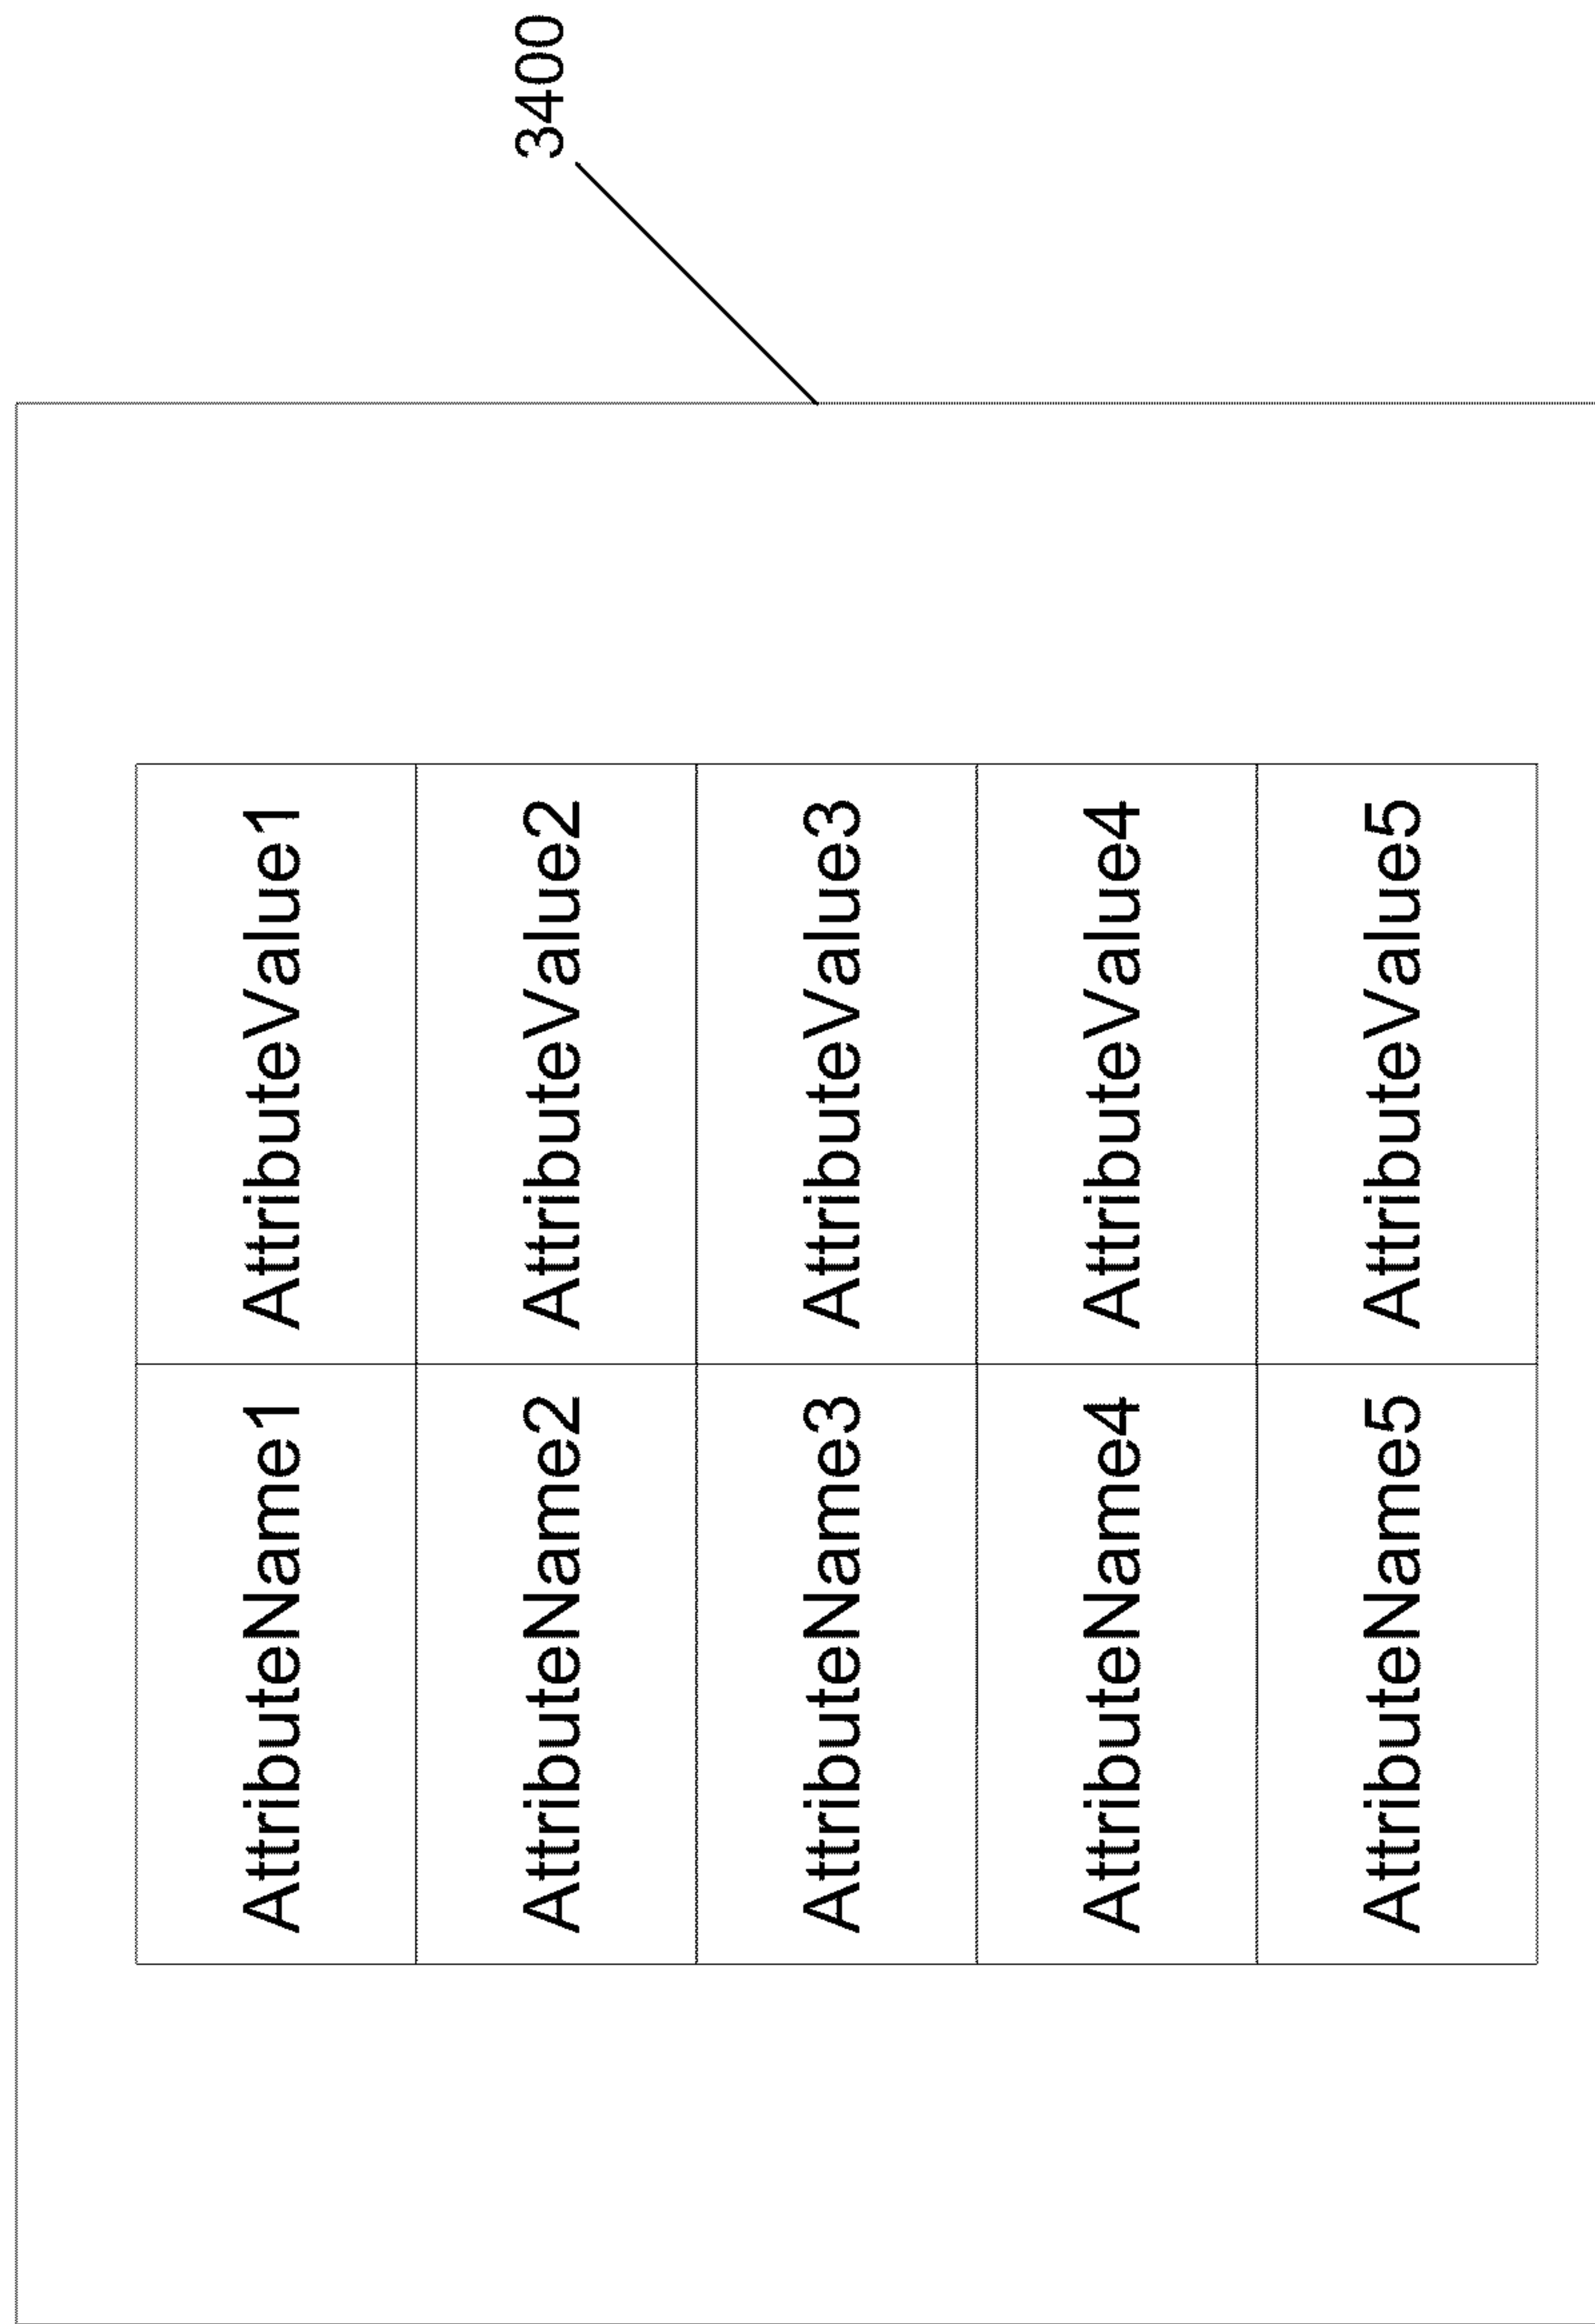 3400
AttributeName1 AttributeValue1
AttributeName2 AttributeValue2
AttributeName3 AttributeValue3
AttributeName4 AttributeValue4
AttributeName5 AttributeValue5